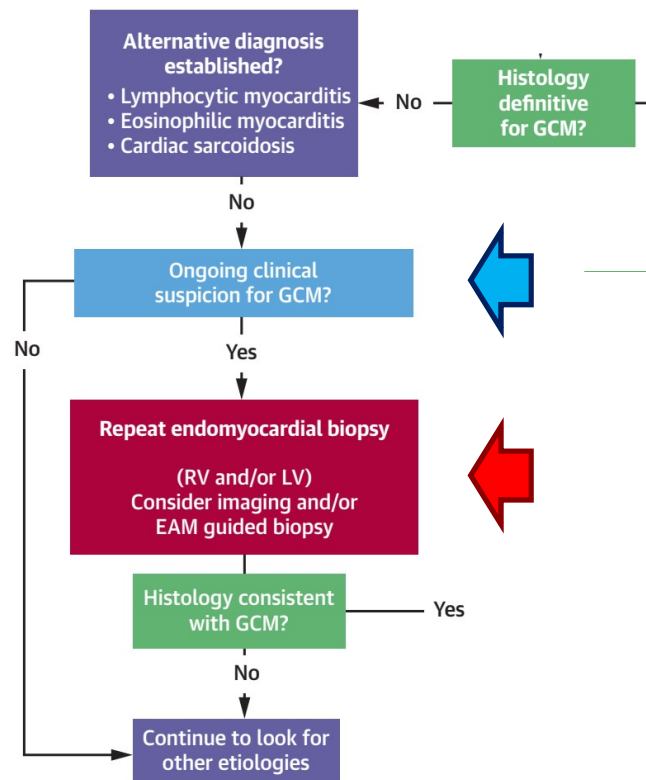 Alternative diagnosis
established?
• Lymphocytic myocarditis
• Eosinophilic myocarditis
• Cardiac sarcoidosis
No
Histology
definitive
for GCM?
No
Ongoing clinical
suspicion for GCM?
No
Yes
Repeat endomyocardial biopsy
(RV and/or LV)
Consider imaging and/or
EAM guided biopsy
Histology consistent
with GCM?
Yes
No
Continue to look for
other etiologies